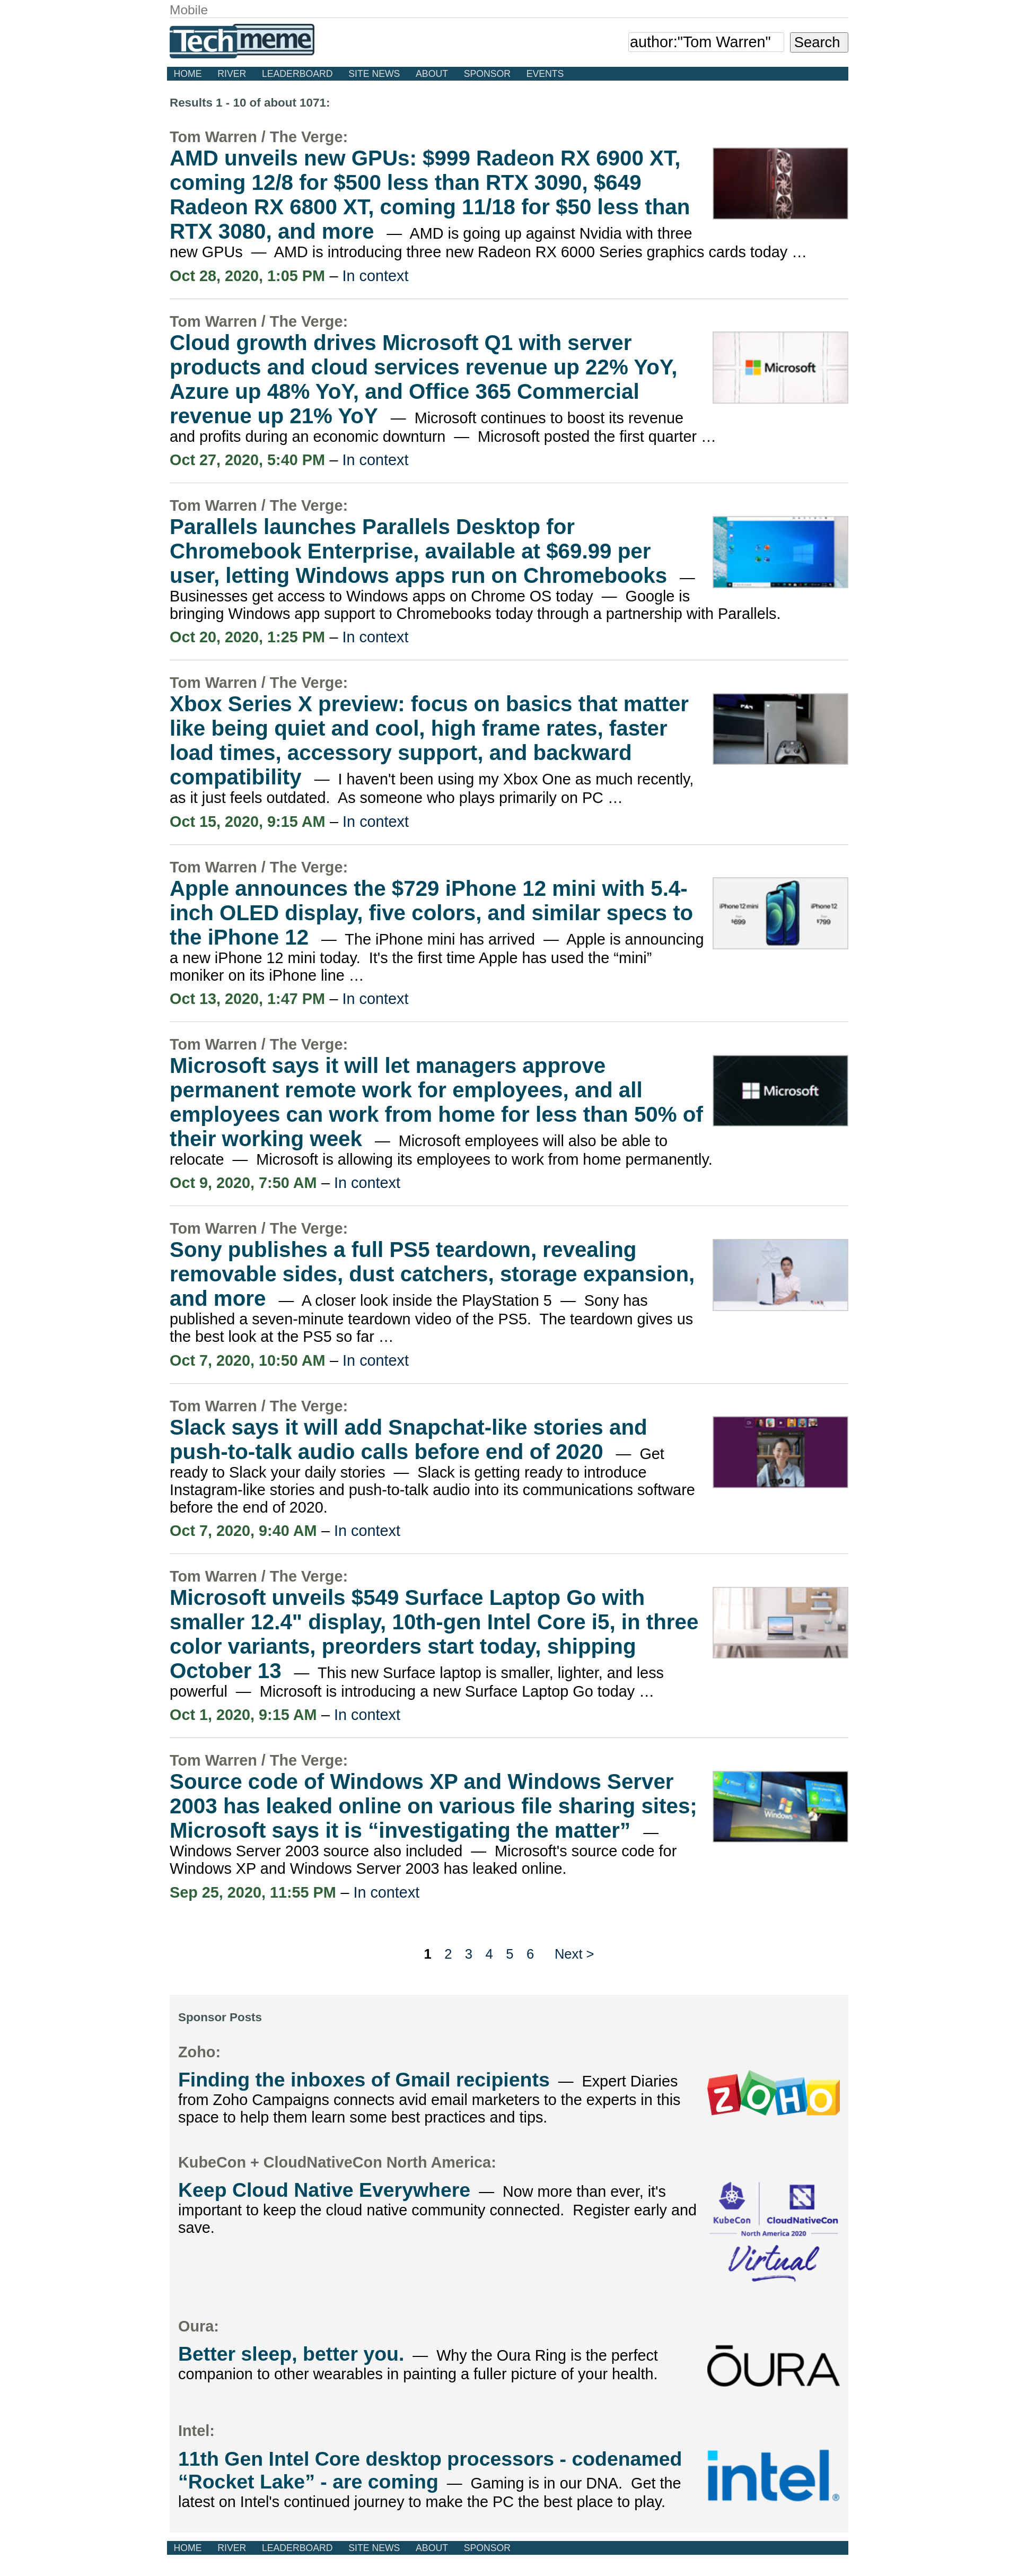 Mobile
Techmeme
author:"Tom Warren" Search
HOME RIVER LEADERBOARD SITE NEWS ABOUT SPONSOR EVENTS
Results 1 - 10 of about 1071:
Tom Warren / The Verge:
AMD unveils new GPUs: $999 Radeon RX 6900 XT,
coming 12/8 for $500 less than RTX 3090, $649
Radeon RX 6800 XT, coming 11/18 for $50 less than
RTX 3080, and more — AMD is going up against Nvidia with three
new GPUs — AMD is introducing three new Radeon RX 6000 Series graphics cards today …
Oct 28, 2020, 1:05 PM – In context
Tom Warren / The Verge:
Cloud growth drives Microsoft Q1 with server
products and cloud services revenue up 22% YoY,
Azure up 48% YoY, and Office 365 Commercial
revenue up 21% YoY — Microsoft continues to boost its revenue
and profits during an economic downturn — Microsoft posted the first quarter …
Microsoft
Oct 27, 2020, 5:40 PM – In context
Tom Warren / The Verge:
Parallels launches Parallels Desktop for
Chromebook Enterprise, available at $69.99 per
user, letting Windows apps run on Chromebooks —
Businesses get access to Windows apps on Chrome OS today — Google is
bringing Windows app support to Chromebooks today through a partnership with Parallels.
Oct 20, 2020, 1:25 PM – In context
Tom Warren / The Verge:
Xbox Series X preview: focus on basics that matter
like being quiet and cool, high frame rates, faster
load times, accessory support, and backward
compatibility — I haven't been using my Xbox One as much recently,
as it just feels outdated. As someone who plays primarily on PC …
Oct 15, 2020, 9:15 AM – In context
Tom Warren / The Verge:
Apple announces the $729 iPhone 12 mini with 5.4-
inch OLED display, five colors, and similar specs to
the iPhone 12 — The iPhone mini has arrived — Apple is announcing
a new iPhone 12 mini today. It's the first time Apple has used the “mini”
moniker on its iPhone line …
iPhone 12 mini
$699
iPhone 12
$799
Oct 13, 2020, 1:47 PM – In context
Tom Warren / The Verge:
Microsoft says it will let managers approve
permanent remote work for employees, and all
employees can work from home for less than 50% of
their working week — Microsoft employees will also be able to
relocate — Microsoft is allowing its employees to work from home permanently.
Microsoft
Oct 9, 2020, 7:50 AM – In context
Tom Warren / The Verge:
Sony publishes a full PS5 teardown, revealing
removable sides, dust catchers, storage expansion,
and more — A closer look inside the PlayStation 5 — Sony has
published a seven-minute teardown video of the PS5. The teardown gives us
the best look at the PS5 so far …
Oct 7, 2020, 10:50 AM – In context
Tom Warren / The Verge:
Slack says it will add Snapchat-like stories and
push-to-talk audio calls before end of 2020 — Get
ready to Slack your daily stories — Slack is getting ready to introduce
Instagram-like stories and push-to-talk audio into its communications software
before the end of 2020.
Oct 7, 2020, 9:40 AM – In context
Tom Warren / The Verge:
Microsoft unveils $549 Surface Laptop Go with
smaller 12.4" display, 10th-gen Intel Core i5, in three
color variants, preorders start today, shipping
October 13 — This new Surface laptop is smaller, lighter, and less
powerful — Microsoft is introducing a new Surface Laptop Go today …
Oct 1, 2020, 9:15 AM – In context
Tom Warren / The Verge:
Source code of Windows XP and Windows Server
2003 has leaked online on various file sharing sites;
Microsoft says it is “investigating the matter” —
Windows Server 2003 source also included — Microsoft's source code for
Windows XP and Windows Server 2003 has leaked online.
Windows
Sep 25, 2020, 11:55 PM – In context
1 2 3 4 5 6 Next >
Sponsor Posts
Zoho:
Finding the inboxes of Gmail recipients — Expert Diaries
from Zoho Campaigns connects avid email marketers to the experts in this
space to help them learn some best practices and tips.
ZOHO
KubeCon + CloudNativeCon North America:
Keep Cloud Native Everywhere — Now more than ever, it's
important to keep the cloud native community connected. Register early and
save.
KubeCon CloudNativeCon
North America 2020
Virtual
Oura:
Better sleep, better you. — Why the Oura Ring is the perfect
companion to other wearables in painting a fuller picture of your health.
ŌURA
Intel:
11th Gen Intel Core desktop processors - codenamed
“Rocket Lake” - are coming — Gaming is in our DNA. Get the
latest on Intel's continued journey to make the PC the best place to play.
intel®
HOME RIVER LEADERBOARD SITE NEWS ABOUT SPONSOR